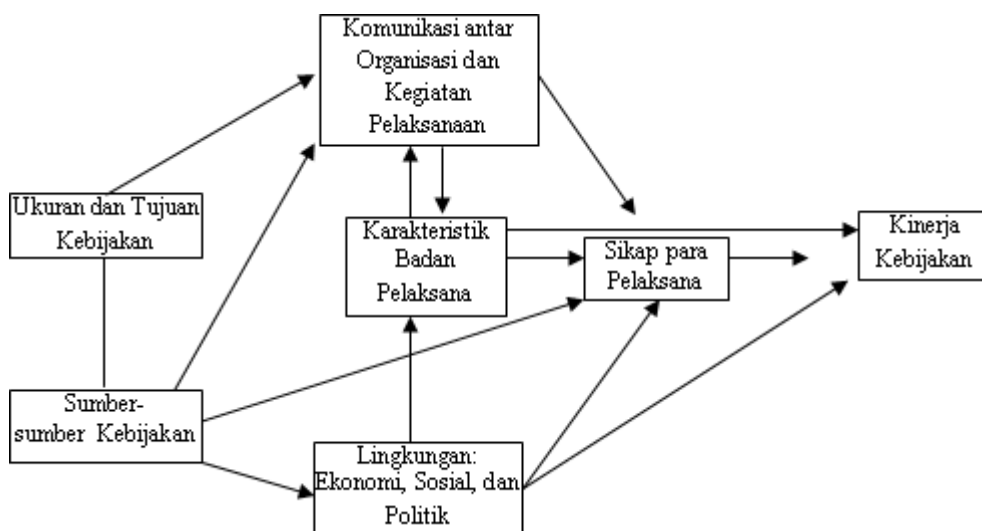 Komunikasi antar
Organisasi dan
Kegiatan
Pelaksanaan
Ukuran dan Tujuan
Kebijakan
Karakteristik
Badan
Pelaksana
Sikap para
Pelaksana
Kinerja
Kebijakan
Sumber-
sumber Kebijakan
Lingkungan:
Ekonomi, Sosial, dan
Politik